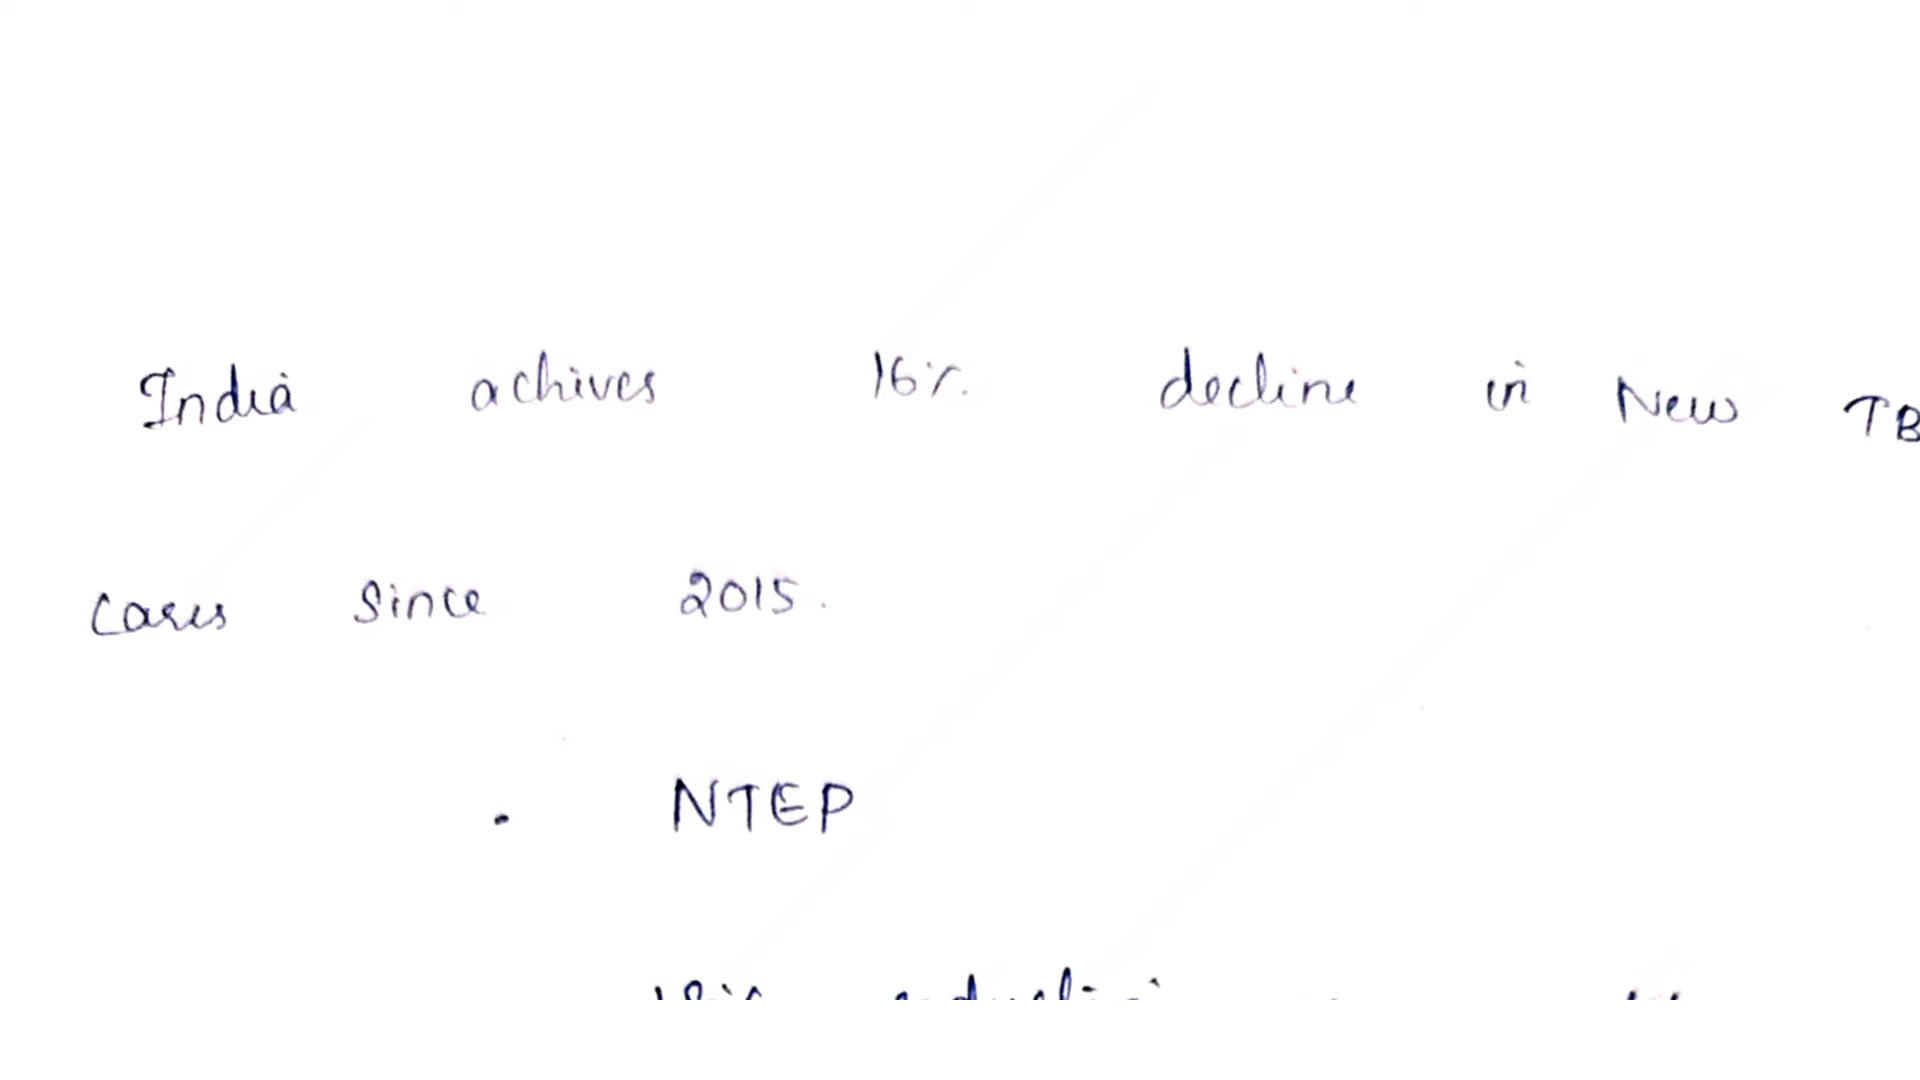 India achives 16% decline in New TB
cases since 2015.
. NTEP